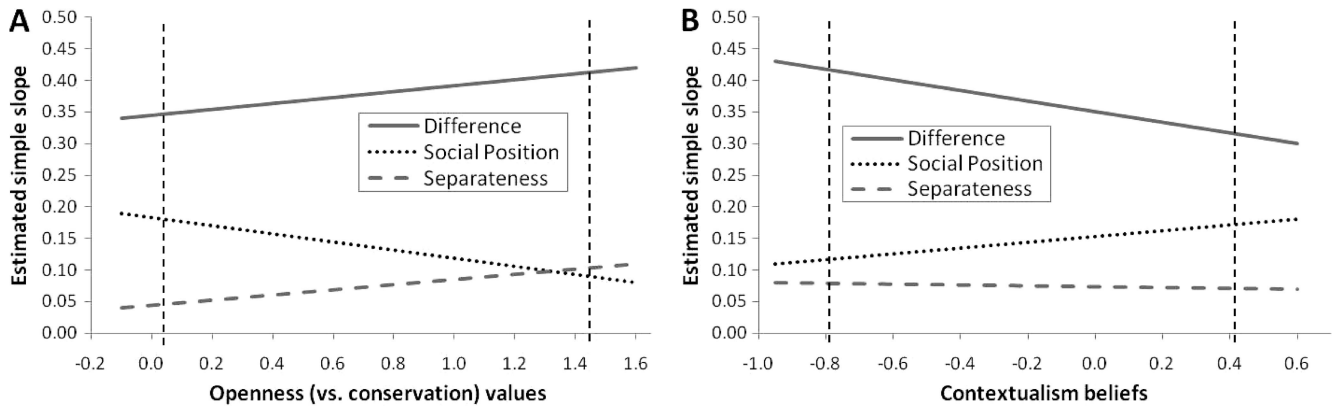 A
0.50
0.45
0.40
0.35
0.30
0.25
0.20
0.15
0.10
0.05
0.00
Estimated simple slope
Difference
Social Position
Separateness
-0.2 0.0 0.2 0.4 0.6 0.8 1.0 1.2 1.4 1.6
Openness (vs. conservation) values
B
0.50
0.45
0.40
0.35
0.30
0.25
0.20
0.15
0.10
0.05
0.00
Estimated simple slope
Difference
Social Position
Separateness
-1.0 -0.8 -0.6 -0.4 -0.2 0.0 0.2 0.4 0.6
Contextualism beliefs